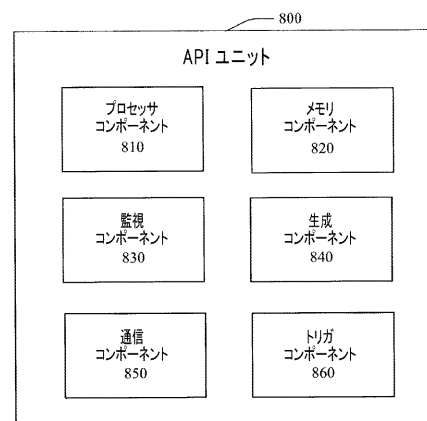 800
API ユニット
プロセッサ
コンポーネント
810
メモリ
コンポーネント
820
監視
コンポーネント
830
生成
コンポーネント
840
通信
コンポーネント
850
トリガ
コンポーネント
860